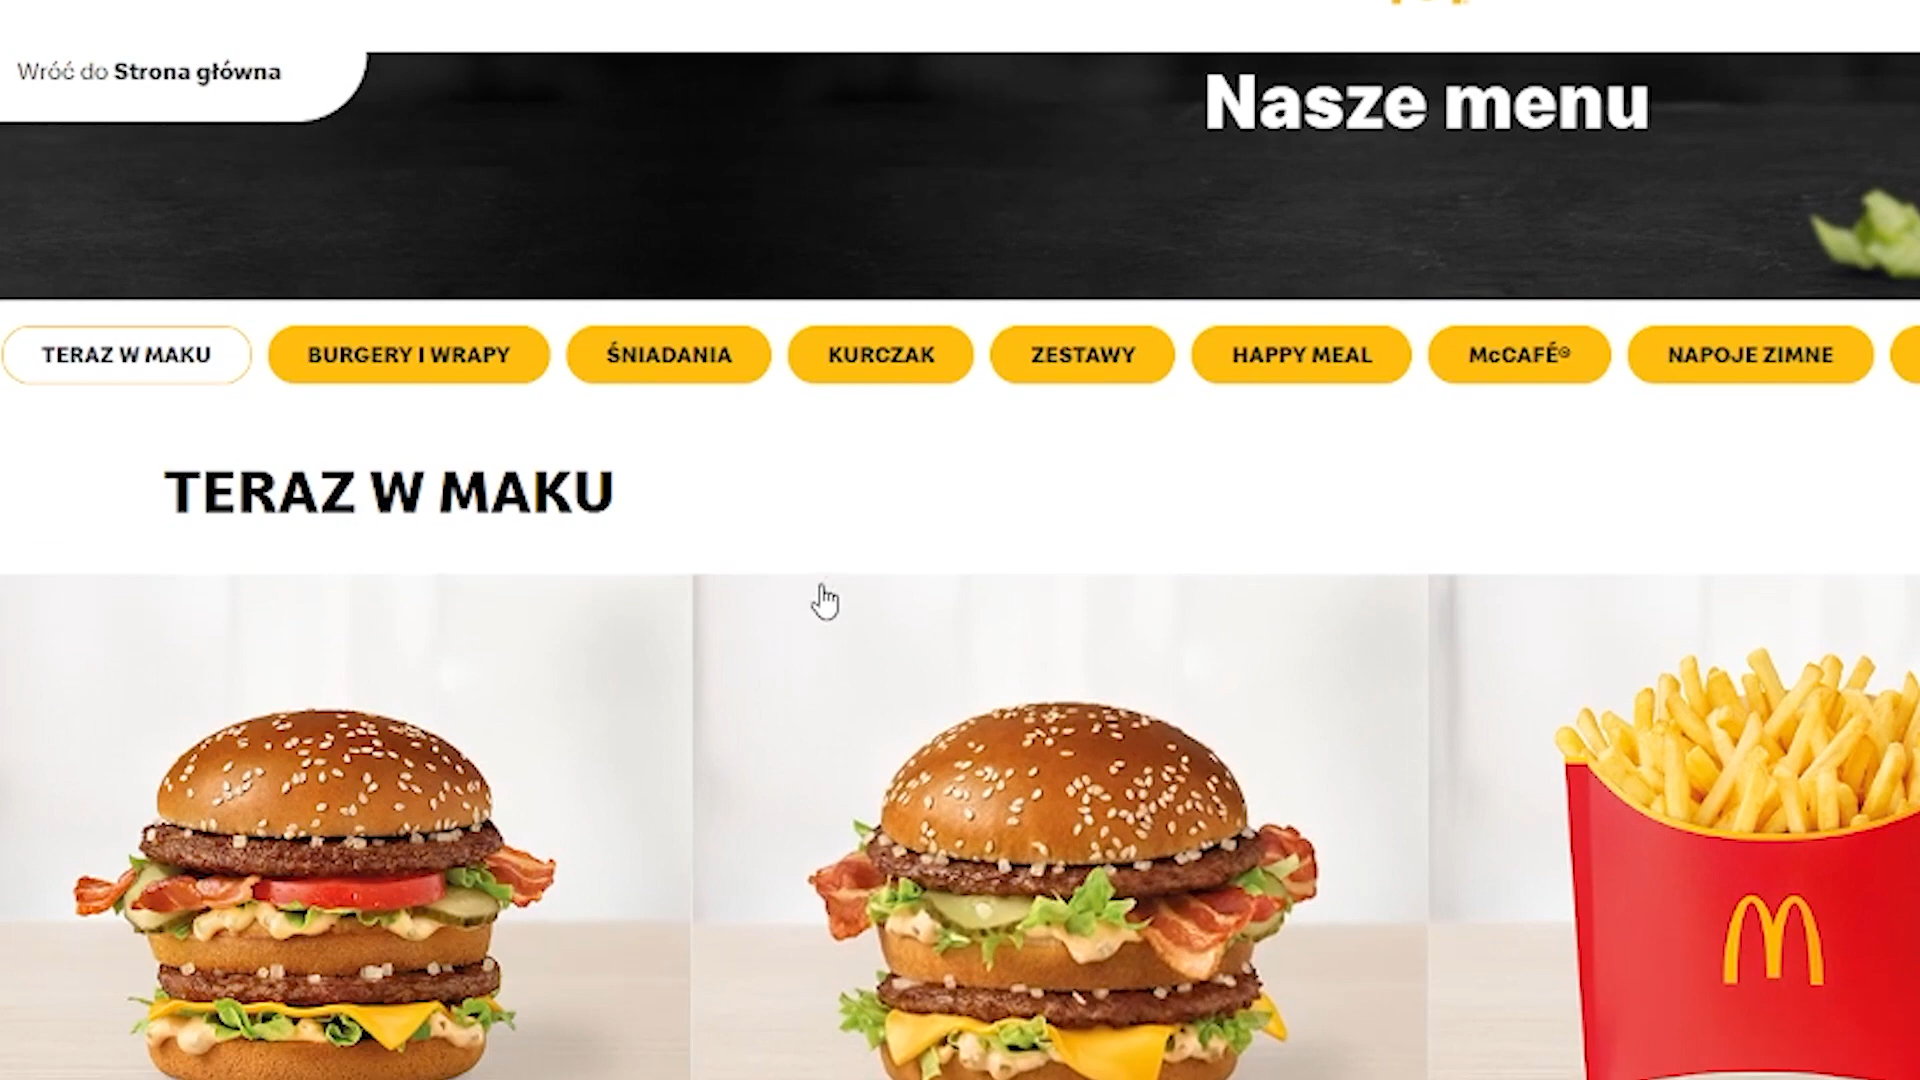 Wróć do Strona główna
Nasze menu
TERAZ W MAKU
BURGERY I WRAPY
ŚNIADANIA
KURCZAK
ZESTAWY
HAPPY MEAL
McCAFÉ®
NAPOJE ZIMNE
TERAZ W MAKU